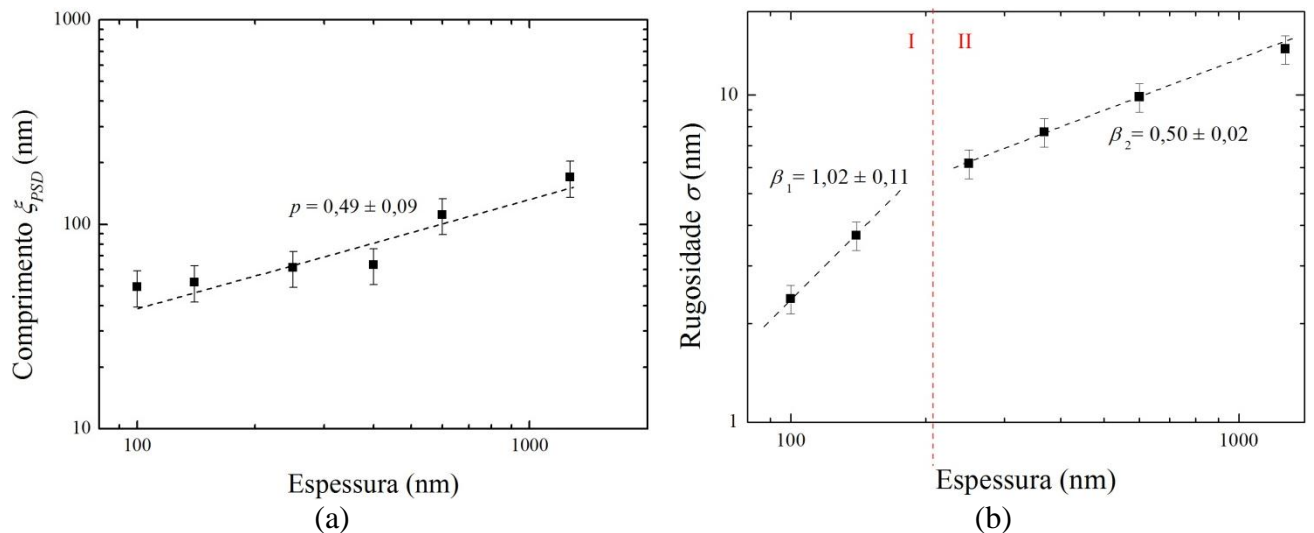 1000
100
10
Comprimento ξPSD (nm)
p = 0,49 ± 0,09
100
1000
Espessura (nm)
(a)
I
II
10
1
Rugosidade σ (nm)
β1= 1,02 ± 0,11
β2= 0,50 ± 0,02
100
1000
Espessura (nm)
(b)